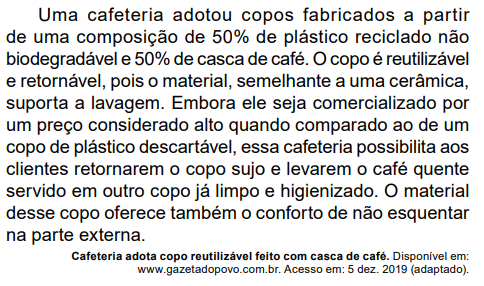 Uma cafeteria adotou copos fabricados a partir
de uma composição de 50% de plástico reciclado não
biodegradável e 50% de casca de café. O copo é reutilizável
e retornável, pois o material, semelhante a uma cerâmica,
suporta a lavagem. Embora ele seja comercializado por
um preço considerado alto quando comparado ao de um
copo de plástico descartável, essa cafeteria possibilita aos
clientes retornarem o copo sujo e levarem o café quente
servido em outro copo já limpo e higienizado. O material
desse copo oferece também o conforto de não esquentar
na parte externa.
Cafeteria adota copo reutilizável feito com casca de café. Disponível em:
www.gazetadopovo.com.br. Acesso em: 5 dez. 2019 (adaptado).